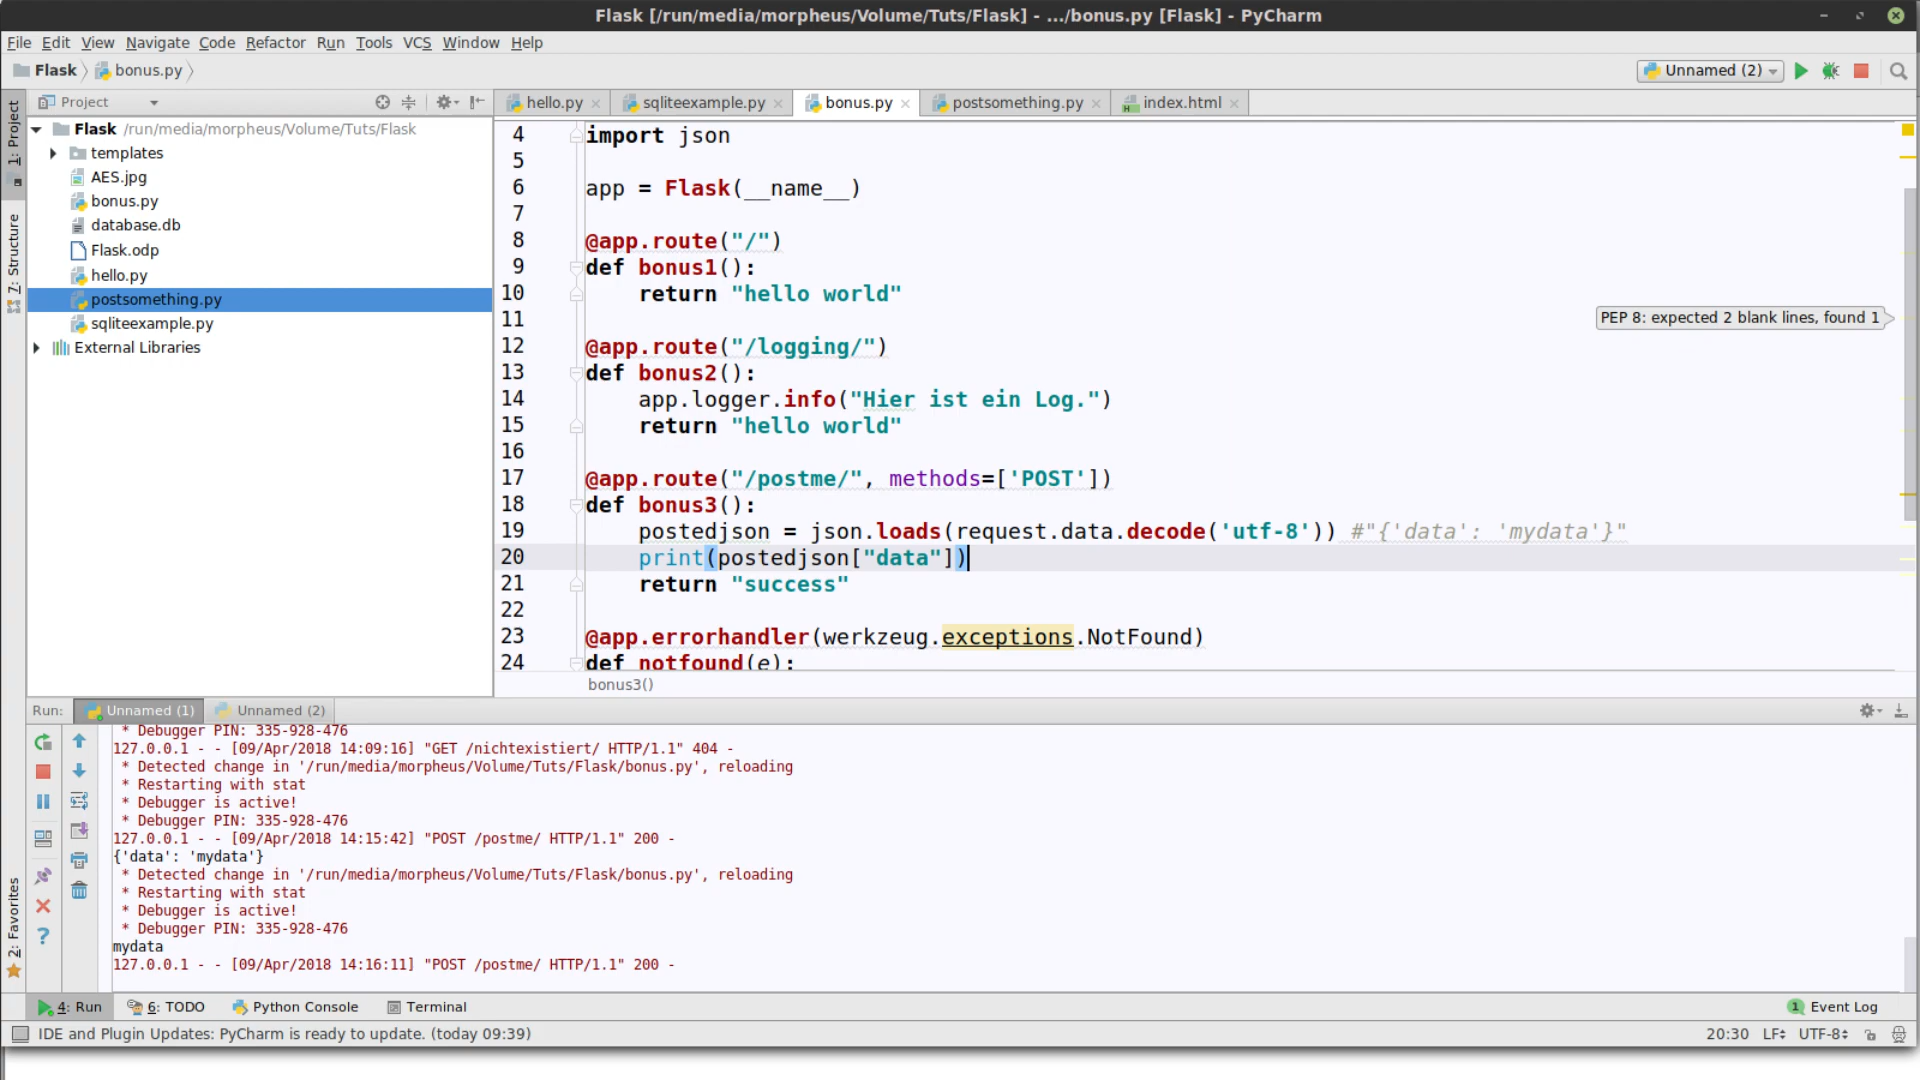 Flask [/run/media/morpheus/Volume/Tuts/Flask] - .../bonus.py [Flask] - PyCharm
File Edit View Navigate Code Refactor Run Tools VCS Window Help
Flask bonus.py Unnamed (2)
Project hello.py sqliteexample.py bonus.py postsomething.py index.html
1: Project
7: Structure
2: Favorites
Flask /run/media/morpheus/Volume/Tuts/Flask
templates
AES.jpg
bonus.py
database.db
Flask.odp
hello.py
postsomething.py
sqliteexample.py
External Libraries
4 import json
5
6 app = Flask(__name__)
7
8 @app.route("/")
9 def bonus1():
10 return "hello world"
11
12 @app.route("/logging/")
13 def bonus2():
14 app.logger.info("Hier ist ein Log.")
15 return "hello world"
16
17 @app.route("/postme/", methods=['POST'])
18 def bonus3():
19 postedjson = json.loads(request.data.decode('utf-8')) #"{'data': 'mydata'}"
20 print(postedjson["data"])
21 return "success"
22
23 @app.errorhandler(werkzeug.exceptions.NotFound)
24 def notfound(e):
PEP 8: expected 2 blank lines, found 1
bonus3()
Run: Unnamed (1) Unnamed (2)
* Debugger PIN: 335-928-476
127.0.0.1 - - [09/Apr/2018 14:09:16] "GET /nichtexistiert/ HTTP/1.1" 404 -
* Detected change in '/run/media/morpheus/Volume/Tuts/Flask/bonus.py', reloading
* Restarting with stat
* Debugger is active!
* Debugger PIN: 335-928-476
127.0.0.1 - - [09/Apr/2018 14:15:42] "POST /postme/ HTTP/1.1" 200 -
{'data': 'mydata'}
* Detected change in '/run/media/morpheus/Volume/Tuts/Flask/bonus.py', reloading
* Restarting with stat
* Debugger is active!
* Debugger PIN: 335-928-476
mydata
127.0.0.1 - - [09/Apr/2018 14:16:11] "POST /postme/ HTTP/1.1" 200 -
4: Run 6: TODO Python Console Terminal 1 Event Log
IDE and Plugin Updates: PyCharm is ready to update. (today 09:39) 20:30 LF UTF-8